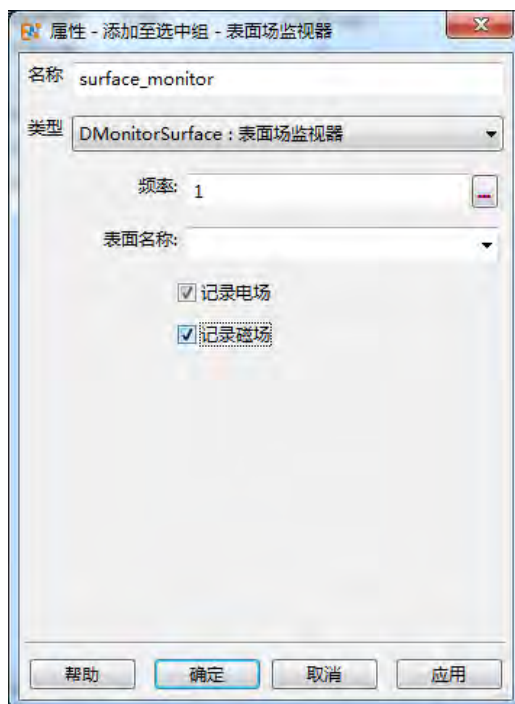 属性 - 添加至选中组 - 表面场监视器
名称 surface_monitor
类型 DMonitorSurface : 表面场监视器
频率: 1
表面名称:
记录电场
记录磁场
帮助 确定 取消 应用